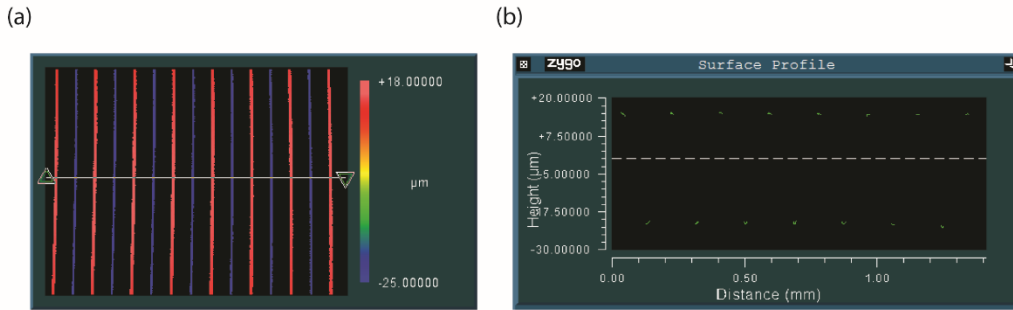 (a)
(b)
+18.00000
µm
-25.00000
zygo
Surface Profile
+20.00000
+7.50000
-5.00000
-17.50000
-30.00000
Height (µm)
0.00
0.50
1.00
Distance (mm)